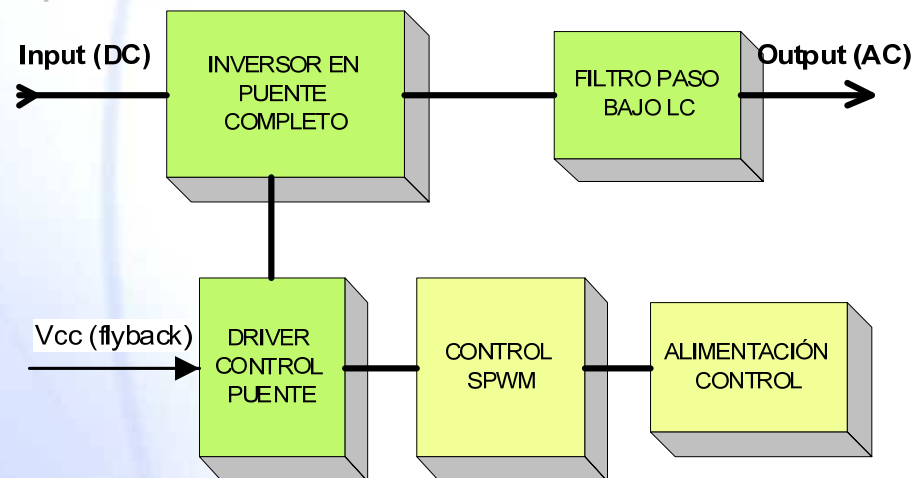 Input (DC)
INVERSOR EN
PUENTE
COMPLETO
FILTRO PASO
BAJO LC
Output (AC)
Vcc (flyback)
DRIVER
CONTROL
PUENTE
CONTROL
SPWM
ALIMENTACIÓN
CONTROL